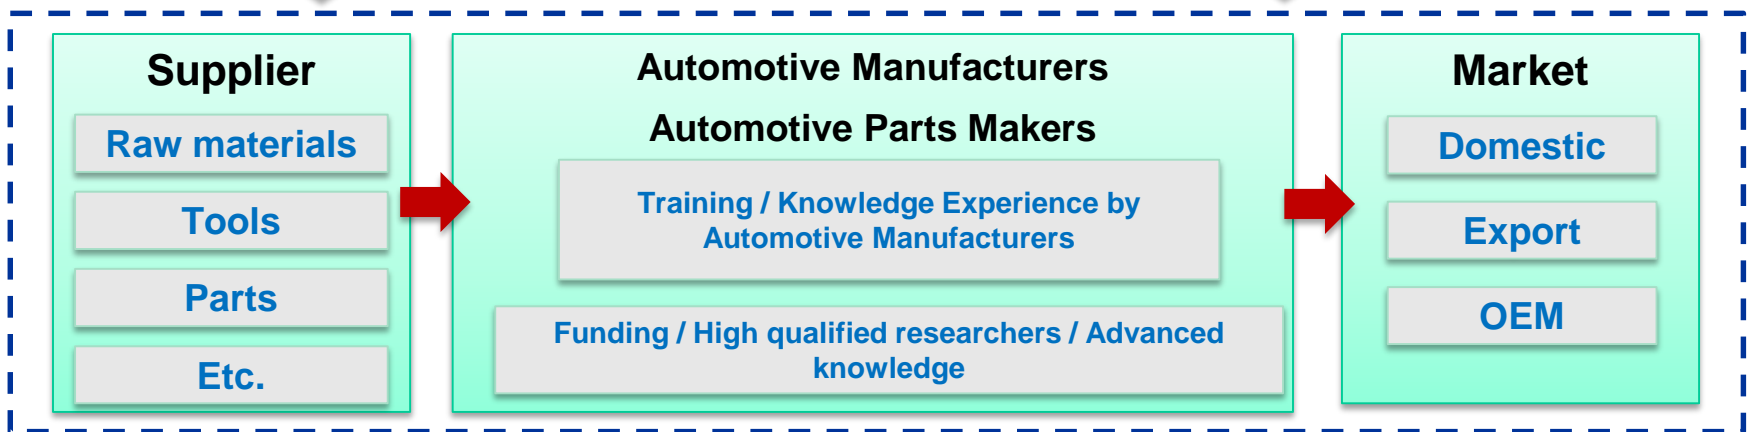 Supplier
Raw materials
Tools
Parts
Etc.
Automotive Manufacturers
Automotive Parts Makers
Training / Knowledge Experience by
Automotive Manufacturers
Funding / High qualified researchers / Advanced
knowledge
Market
Domestic
Export
OEM